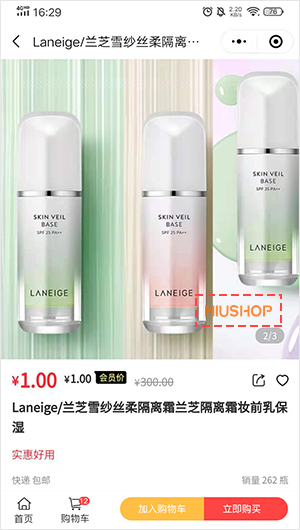 4G HD 16:29 2.20 KB/s 76
Laneige/兰芝雪纱丝柔隔离…
SKIN VEIL
BASE
SPF 25 PA++
LANEIGE
SKIN VEIL
BASE
SPF 25 PA++
LANEIGE
SKIN VEIL
BASE
SPF 25 PA++
LANEIGE
MIUSHOP
2/3
¥1.00 ¥1.00 会员价 ¥300.00
Laneige/兰芝雪纱丝柔隔离霜兰芝隔离霜妆前乳保
湿
实惠好用
快递 包邮 销量 262 瓶
首页 购物车 12 加入购物车 立即购买